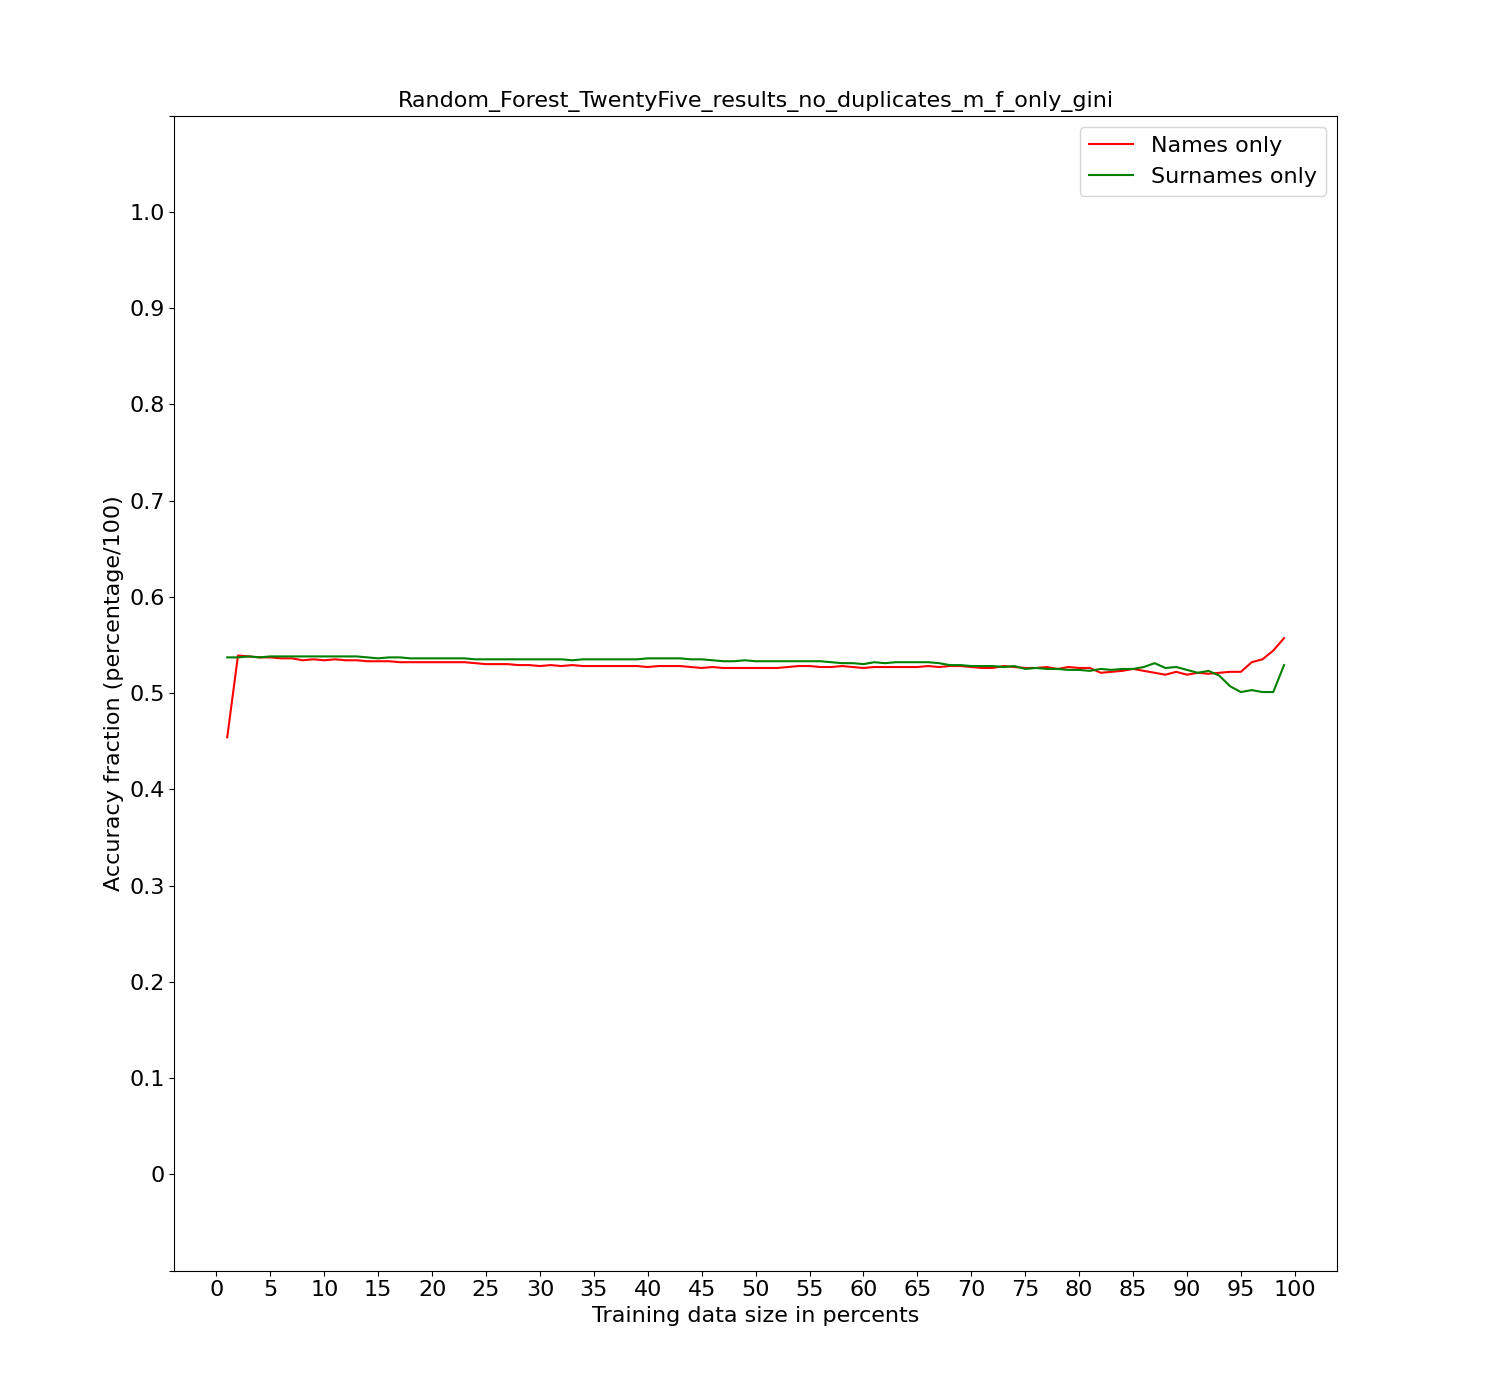 Random_Forest_TwentyFive_results_no_duplicates_m_f_only_gini
Names only
Surnames only
1.0
0.9
0.8
0.7
0.6
0.5
0.4
0.3
0.2
0.1
0
Accuracy fraction (percentage/100)
0 5 10 15 20 25 30 35 40 45 50 55 60 65 70 75 80 85 90 95 100
Training data size in percents